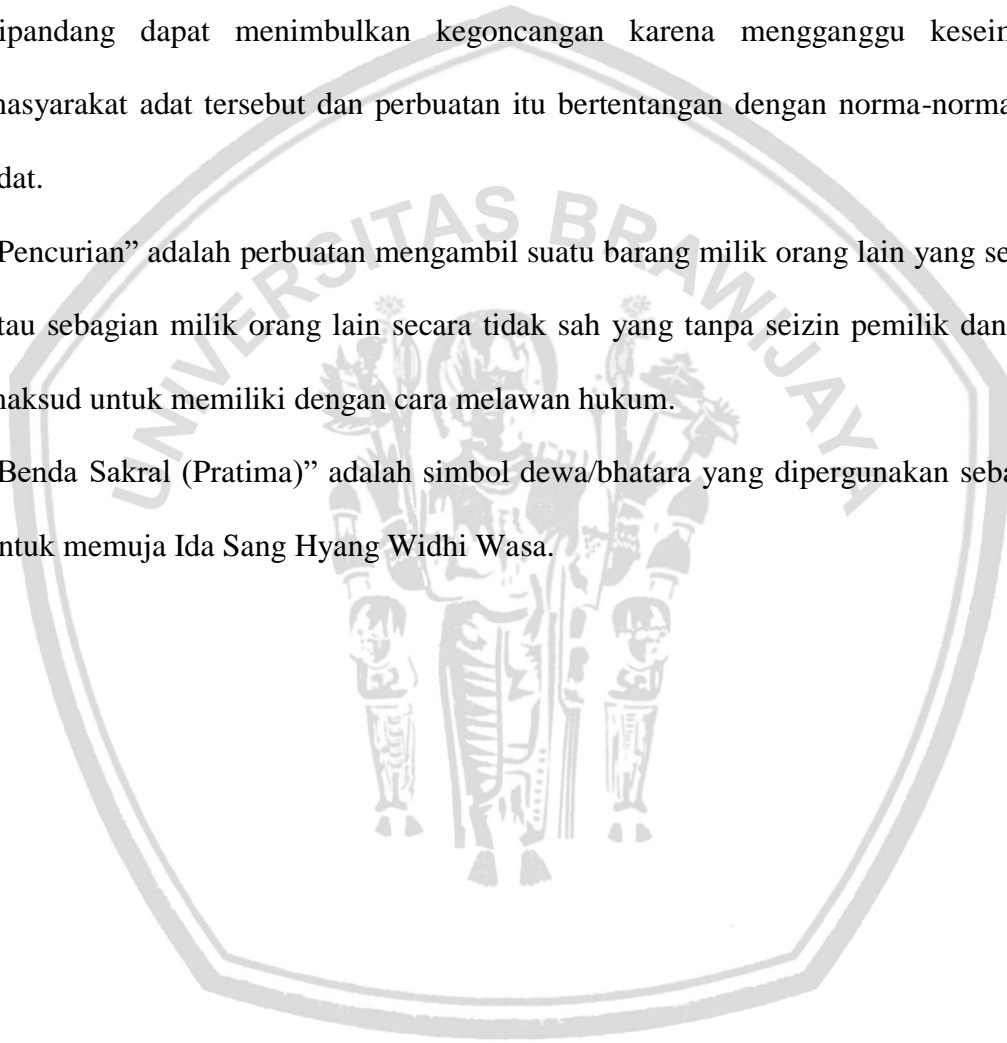 ipandang dapat menimbulkan kegoncangan karena mengganggu kesein
nasyarakat adat tersebut dan perbuatan itu bertentangan dengan norma-norma
dat.
Pencurian” adalah perbuatan mengambil suatu barang milik orang lain yang se
tau sebagian milik orang lain secara tidak sah yang tanpa seizin pemilik dan
naksud untuk memiliki dengan cara melawan hukum.
Benda Sakral (Pratima)” adalah simbol dewa/bhatara yang dipergunakan seba
ntuk memuja Ida Sang Hyang Widhi Wasa.
UNIVERSITAS BRAWIJAYA